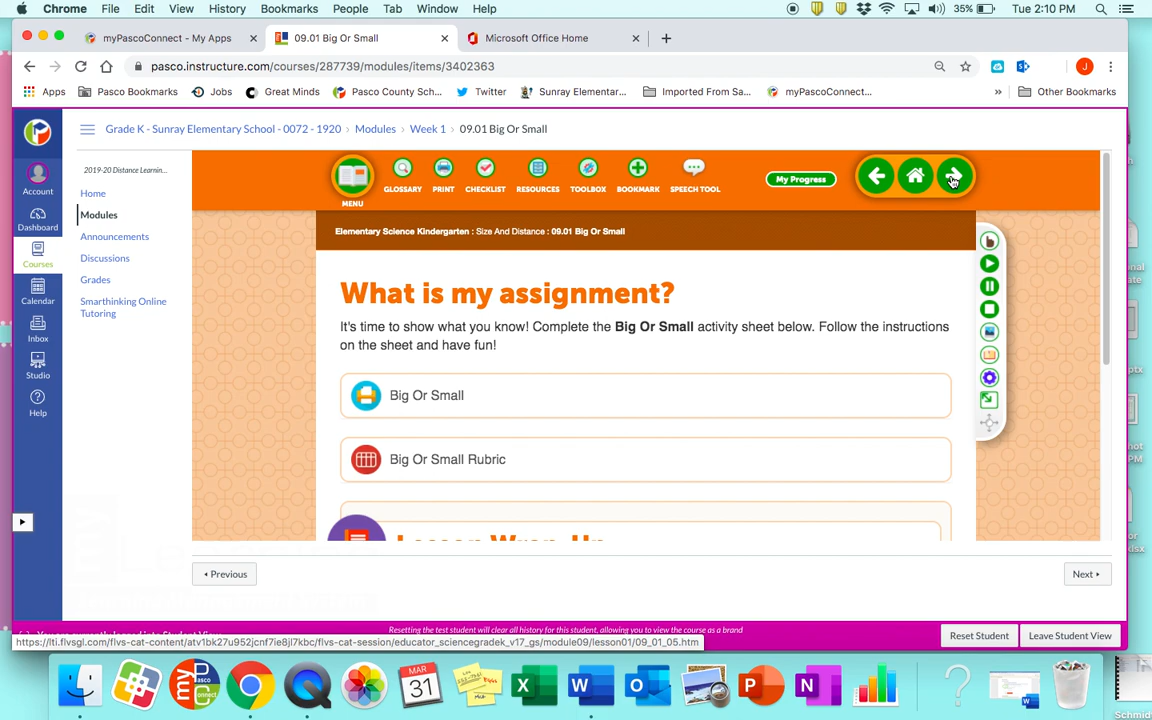 Chrome File Edit View History Bookmarks People Tab Window Help 35% Tue 2:10 PM
myPascoConnect - My Apps 09.01 Big Or Small Microsoft Office Home
pasco.instructure.com/courses/287739/modules/items/3402363 J
Apps Pasco Bookmarks Jobs Great Minds Pasco County Sch... Twitter Sunray Elementar... Imported From Sa... myPascoConnect... » Other Bookmarks
Grade K - Sunray Elementary School - 0072 - 1920 > Modules > Week 1 > 09.01 Big Or Small
Account
Dashboard
Courses
Calendar
Inbox
Studio
Help
2019-20 Distance Learnin...
Home
Modules
Announcements
Discussions
Grades
Smarthinking Online
Tutoring
MENU GLOSSARY PRINT CHECKLIST RESOURCES TOOLBOX BOOKMARK SPEECH TOOL My Progress
Elementary Science Kindergarten : Size And Distance : 09.01 Big Or Small
What is my assignment?
It's time to show what you know! Complete the Big Or Small activity sheet below. Follow the instructions
on the sheet and have fun!
Big Or Small
Big Or Small Rubric
Lesson Wrap-Up
Previous Next
Resetting the test student will clear all history for this student, allowing you to view the course as a brand
Reset Student Leave Student View
https://lti.flvsgl.com/flvs-cat-content/atv1bk27u952jcnf7ie8jl7kbc/flvs-cat-session/educator_sciencegradek_v17_gs/module09/lesson01/09_01_05.htm
MAR
31
X W O P N
Schmid